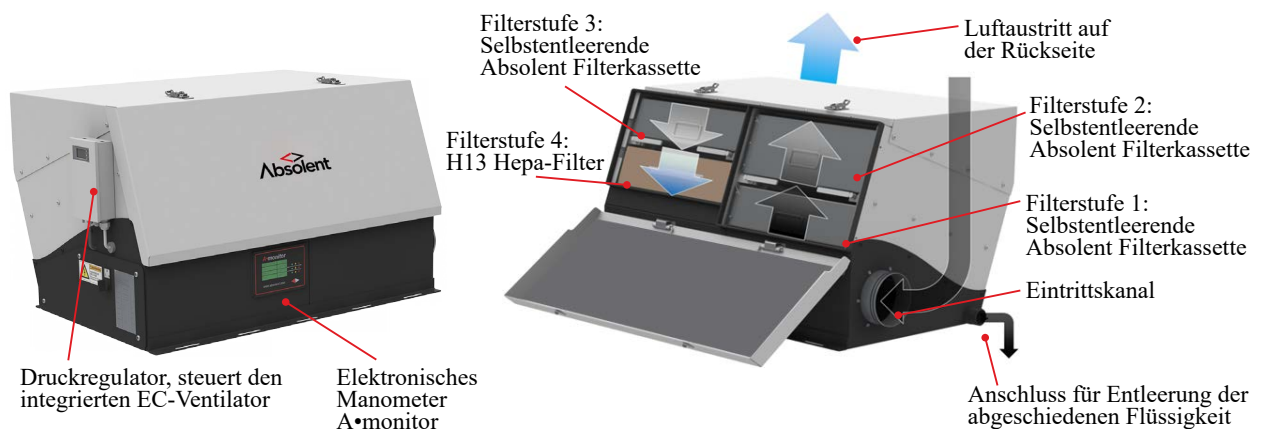 Filterstufe 3:
Selbstentleerende
Absolent Filterkassette
Luftaustritt auf
der Rückseite
Filterstufe 4:
H13 Hepa-Filter
Filterstufe 2:
Selbstentleerende
Absolent Filterkassette
Absolent
Filterstufe 1:
Selbstentleerende
Absolent Filterkassette
A•monitor
Eintrittskanal
Druckregulator, steuert den
integrierten EC-Ventilator
Elektronisches
Manometer
A•monitor
Anschluss für Entleerung der
abgeschiedenen Flüssigkeit